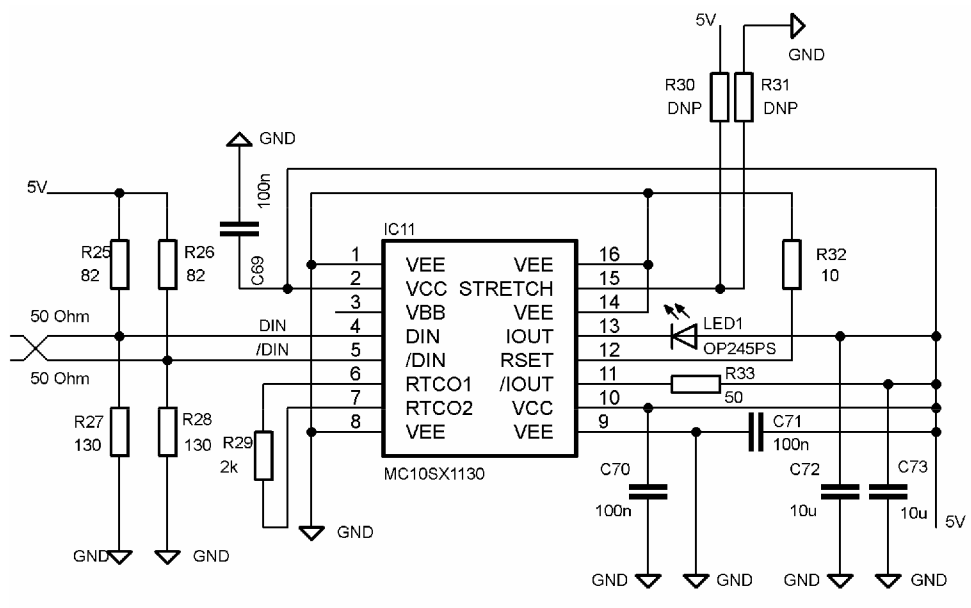 5V
GND
R30
DNP
R31
DNP
GND
100n
C69
5V
R25
82
R26
82
IC11
R32
10
1
2
3
4
5
6
7
8
VEE
VCC
VBB
DIN
/DIN
RTCO1
RTCO2
VEE
VEE
STRETCH
VEE
IOUT
RSET
/IOUT
VCC
VEE
16
15
14
13
12
11
10
9
50 Ohm
50 Ohm
DIN
/DIN
LED1
OP245PS
R33
50
R27
130
R28
130
R29
2k
MC10SX1130
C71
100n
C70
100n
C72
10u
C73
10u
5V
GND
GND
GND
GND
GND
GND
GND